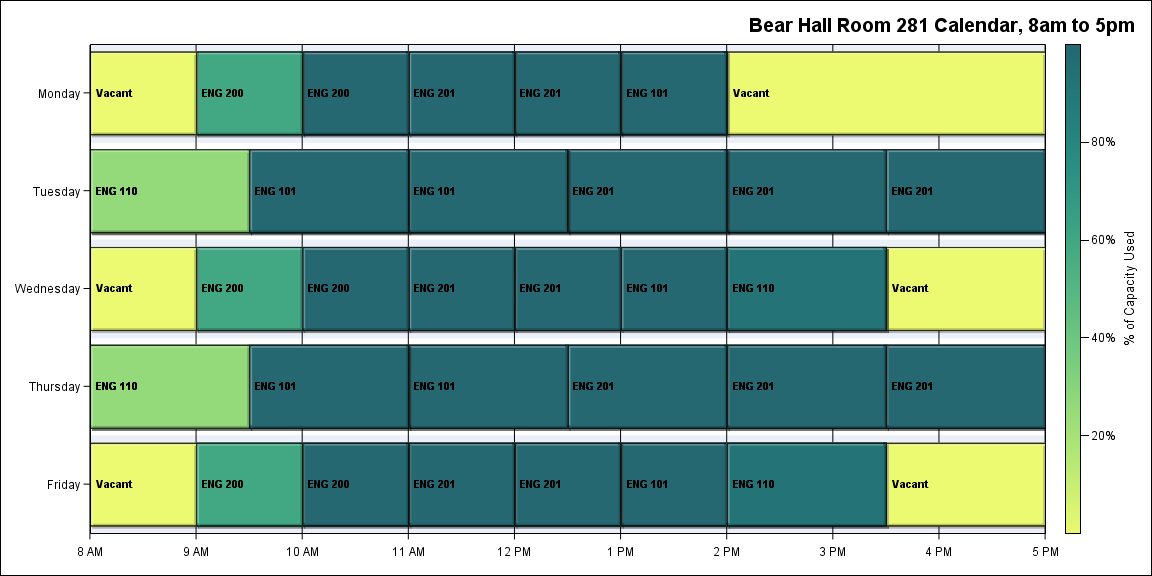 Bear Hall Room 281 Calendar, 8am to 5pm
Monday
Vacant
ENG 200
ENG 200
ENG 201
ENG 201
ENG 101
Vacant
Tuesday
ENG 110
ENG 101
ENG 101
ENG 201
ENG 201
ENG 201
Wednesday
Vacant
ENG 200
ENG 200
ENG 201
ENG 201
ENG 101
ENG 110
Vacant
Thursday
ENG 110
ENG 101
ENG 101
ENG 201
ENG 201
ENG 201
Friday
Vacant
ENG 200
ENG 200
ENG 201
ENG 201
ENG 101
ENG 110
Vacant
8 AM
9 AM
10 AM
11 AM
12 PM
1 PM
2 PM
3 PM
4 PM
5 PM
80%
60%
40%
20%
% of Capacity Used